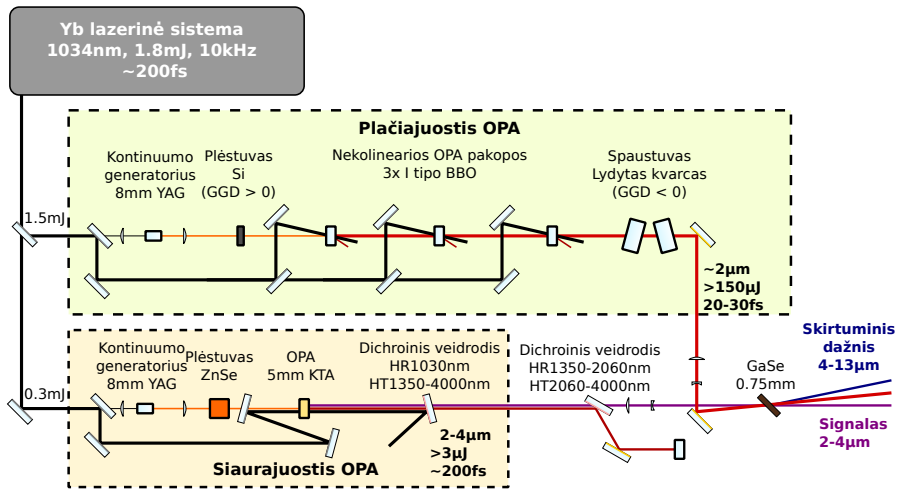 Yb lazerinė sistema
1034nm, 1.8mJ, 10kHz
~200fs
Plačiajuostis OPA
Kontinuumo
generatorius
8mm YAG
Plėstuvas
Si
(GGD > 0)
Nekolinearios OPA pakopos
3x I tipo BBO
Spaustuvas
Lydytas kvarcas
(GGD < 0)
1.5mJ
~2μm
>150μJ
20-30fs
Kontinuumo
generatorius
8mm YAG
Plėstuvas
ZnSe
OPA
5mm KTA
Dichroinis veidrodis
HR1030nm
HT1350-4000nm
Dichroinis veidrodis
HR1350-2060nm
HT2060-4000nm
GaSe
0.75mm
Skirtuminis
dažnis
4-13μm
0.3mJ
Signalas
2-4μm
2-4μm
>3μJ
~200fs
Siaurajuostis OPA